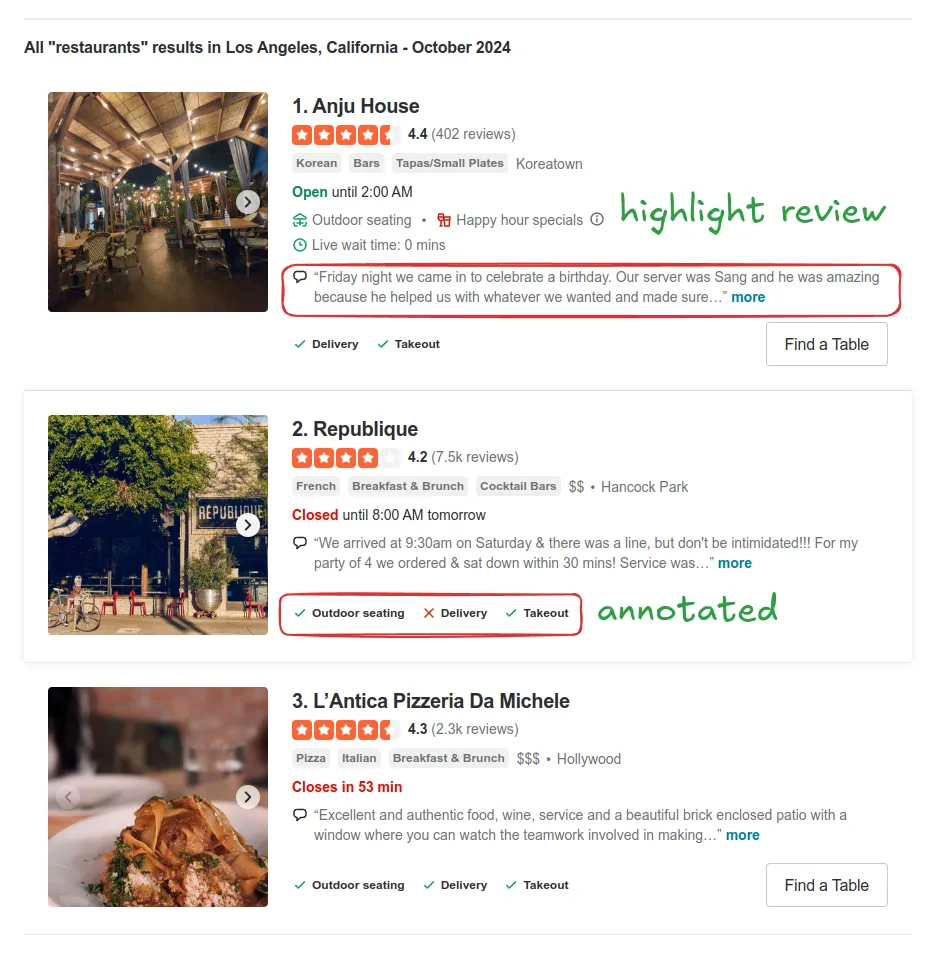 All "restaurants" results in Los Angeles, California - October 2024
1. Anju House
4.4 (402 reviews)
Korean Bars Tapas/Small Plates Koreatown
Open until 2:00 AM
Outdoor seating • Happy hour specials
highlight review
Live wait time: 0 mins
“Friday night we came in to celebrate a birthday. Our server was Sang and he was amazing
because he helped us with whatever we wanted and made sure…” more
Delivery Takeout
Find a Table
2. Republique
4.2 (7.5k reviews)
French Breakfast & Brunch Cocktail Bars $$ • Hancock Park
RÉPUBLIQUE
Closed until 8:00 AM tomorrow
“We arrived at 9:30am on Saturday & there was a line, but don't be intimidated!!! For my
party of 4 we ordered & sat down within 30 mins! Service was…” more
Outdoor seating Delivery Takeout
annotated
3. L’Antica Pizzeria Da Michele
4.3 (2.3k reviews)
Pizza Italian Breakfast & Brunch $$$ • Hollywood
Closes in 53 min
“Excellent and authentic food, wine, service and a beautiful brick enclosed patio with a
window where you can watch the teamwork involved in making…” more
Outdoor seating Delivery Takeout
Find a Table